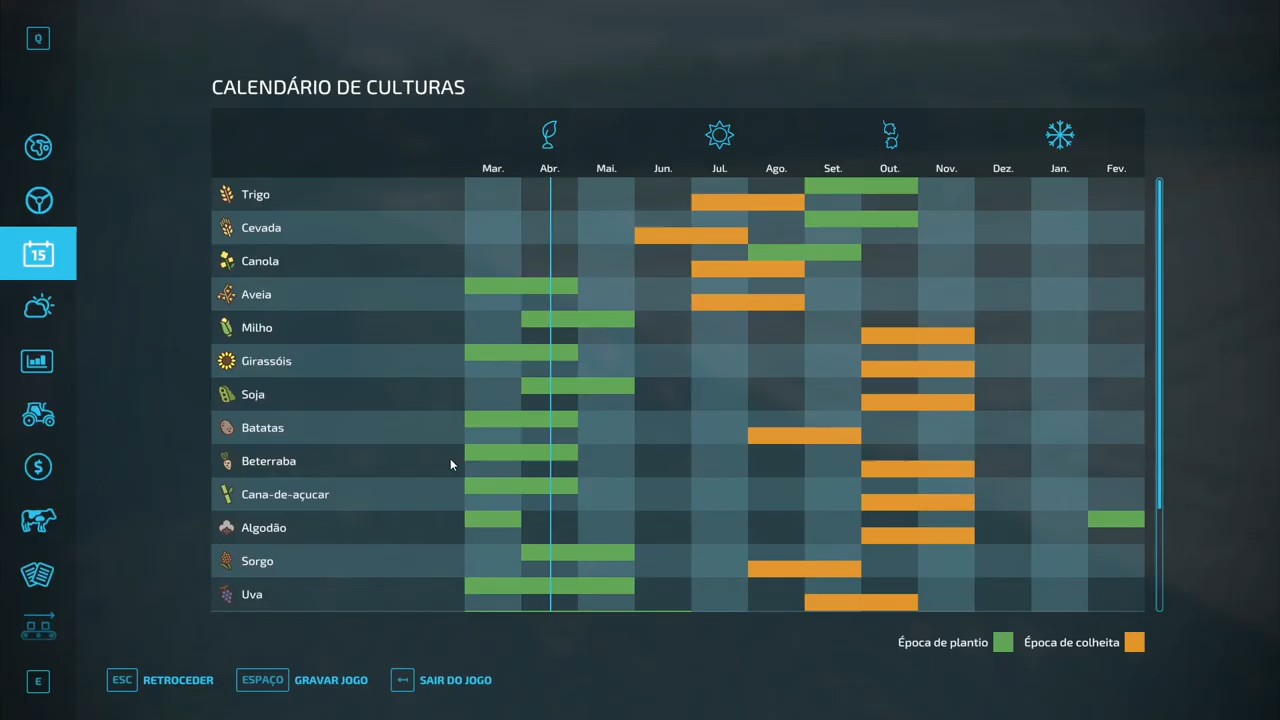 Q
CALENDÁRIO DE CULTURAS
Mar. Abr. Mai. Jun. Jul. Ago. Set. Out. Nov. Dez. Jan. Fev.
Trigo
Cevada
15
Canola
Aveia
Milho
Girassóis
Soja
Batatas
Beterraba
$
Cana-de-açucar
Algodão
Sorgo
Uva
Época de plantio Época de colheita
E
ESC RETROCEDER ESPAÇO GRAVAR JOGO SAIR DO JOGO